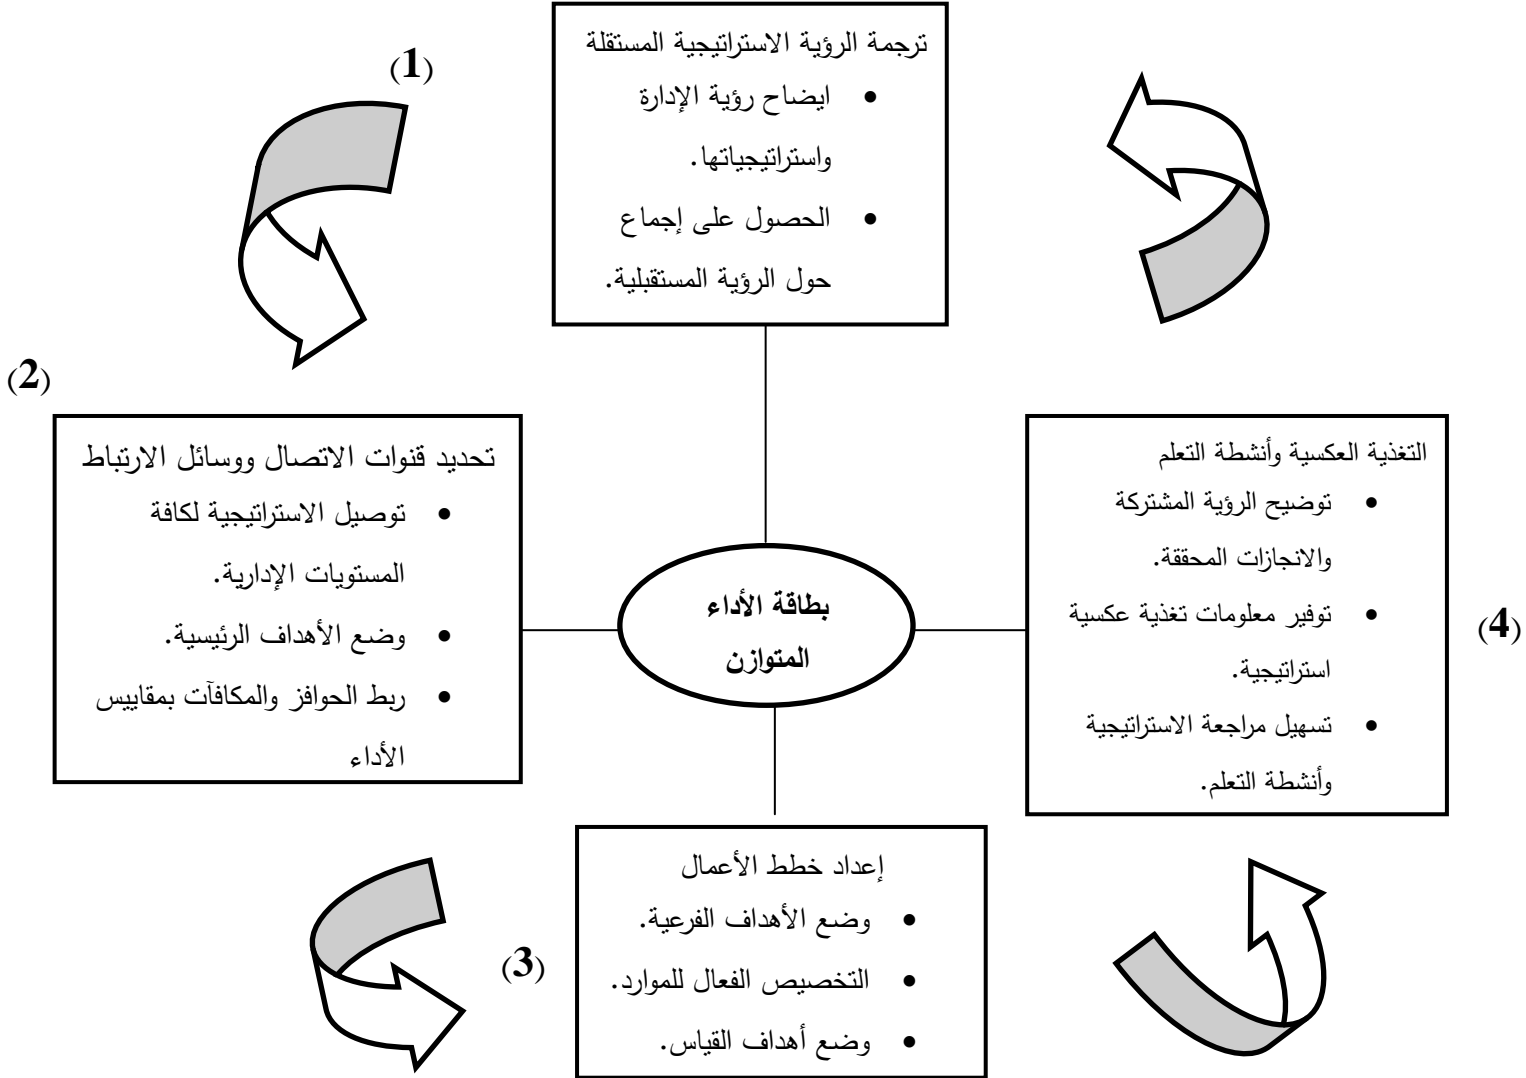 (1)
ترجمة الرؤية الاستراتيجية المستقلة
• ايضاح رؤية الإدارة
واستراتيجياتها.
• الحصول على إجماع
حول الرؤية المستقبلية.
(2)
تحديد قنوات الاتصال ووسائل الارتباط
• توصيل الاستراتيجية لكافة
المستويات الإدارية.
• وضع الأهداف الرئيسية.
• ربط الحوافز والمكافآت بمقاييس
الأداء
بطاقة الأداء
المتوازن
(3)
إعداد خطط الأعمال
• وضع الأهداف الفرعية.
• التخصيص الفعال للموارد.
• وضع أهداف القياس.
(4)
التغذية العكسية وأنشطة التعلم
• توضيح الرؤية المشتركة
والانجازات المحققة.
• توفير معلومات تغذية عكسية
استراتيجية.
• تسهيل مراجعة الاستراتيجية
وأنشطة التعلم.